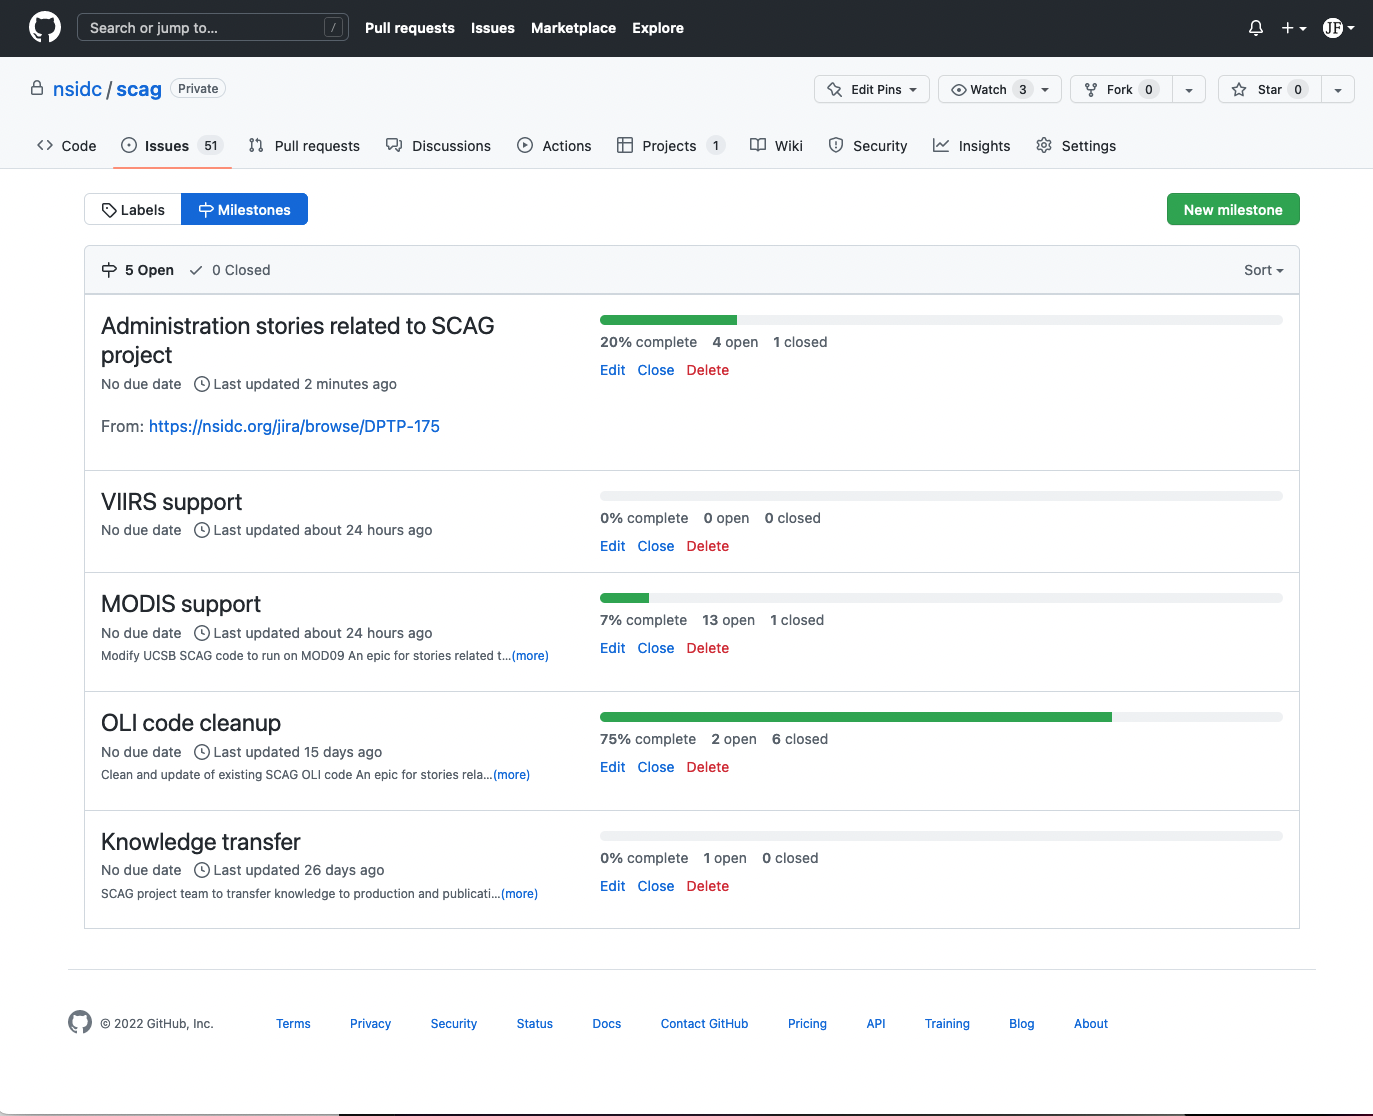 Search or jump to... / Pull requests Issues Marketplace Explore JF
nsidc / scag Private Edit Pins Watch 3 Fork 0 Star 0
Code Issues 51 Pull requests Discussions Actions Projects 1 Wiki Security Insights Settings
Labels Milestones New milestone
5 Open 0 Closed Sort
Administration stories related to SCAG
project
No due date Last updated 2 minutes ago
From: https://nsidc.org/jira/browse/DPTP-175
20% complete 4 open 1 closed
Edit Close Delete
VIIRS support
No due date Last updated about 24 hours ago
0% complete 0 open 0 closed
Edit Close Delete
MODIS support
No due date Last updated about 24 hours ago
Modify UCSB SCAG code to run on MOD09 An epic for stories related t...(more)
7% complete 13 open 1 closed
Edit Close Delete
OLI code cleanup
No due date Last updated 15 days ago
Clean and update of existing SCAG OLI code An epic for stories rela...(more)
75% complete 2 open 6 closed
Edit Close Delete
Knowledge transfer
No due date Last updated 26 days ago
SCAG project team to transfer knowledge to production and publicati...(more)
0% complete 1 open 0 closed
Edit Close Delete
© 2022 GitHub, Inc. Terms Privacy Security Status Docs Contact GitHub Pricing API Training Blog About